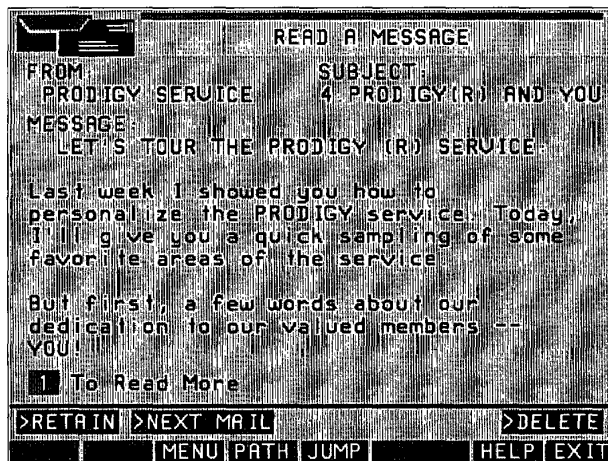 READ A MESSAGE
FROM: SUBJECT:
PRODIGY SERVICE 4 PRODIGY(R) AND YOU
MESSAGE:
LET'S TOUR THE PRODIGY (R) SERVICE.
Last week I showed you how to
personalize the PRODIGY service. Today,
I'll give you a quick sampling of some
favorite areas of the service
But first, a few words about our
dedication to our valued members --
YOU!
1 To Read More
>RETAIN >NEXT MAIL >DELETE
MENU PATH JUMP HELP EXIT